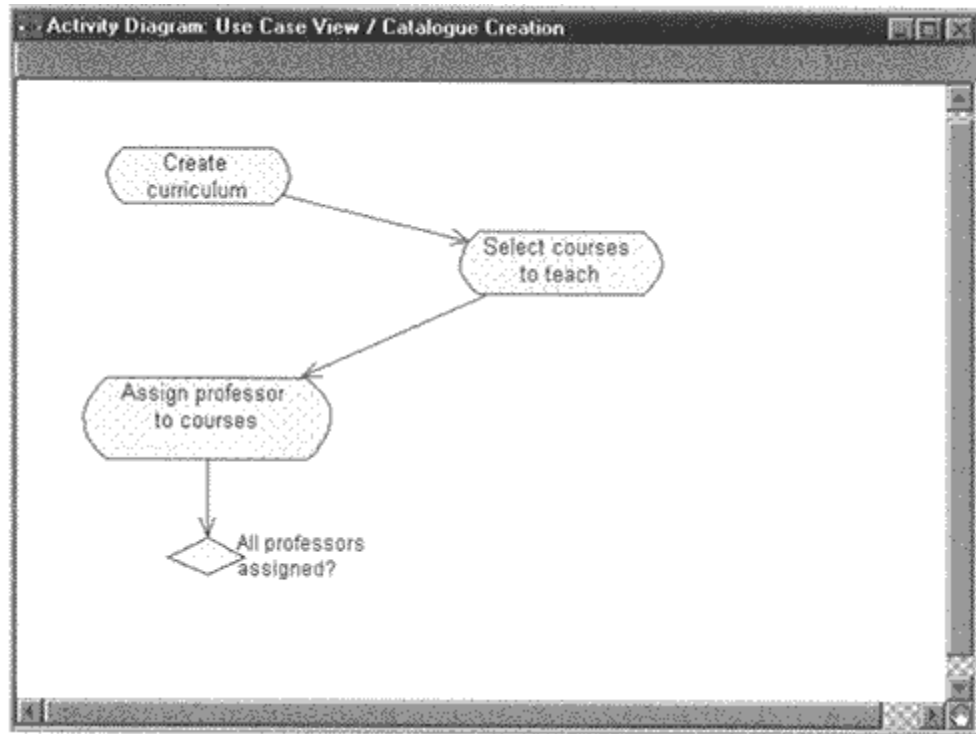 Activity Diagram: Use Case View / Catalogue Creation
Create
curriculum
Select courses
to teach
Assign professor
to courses
All professors
assigned?